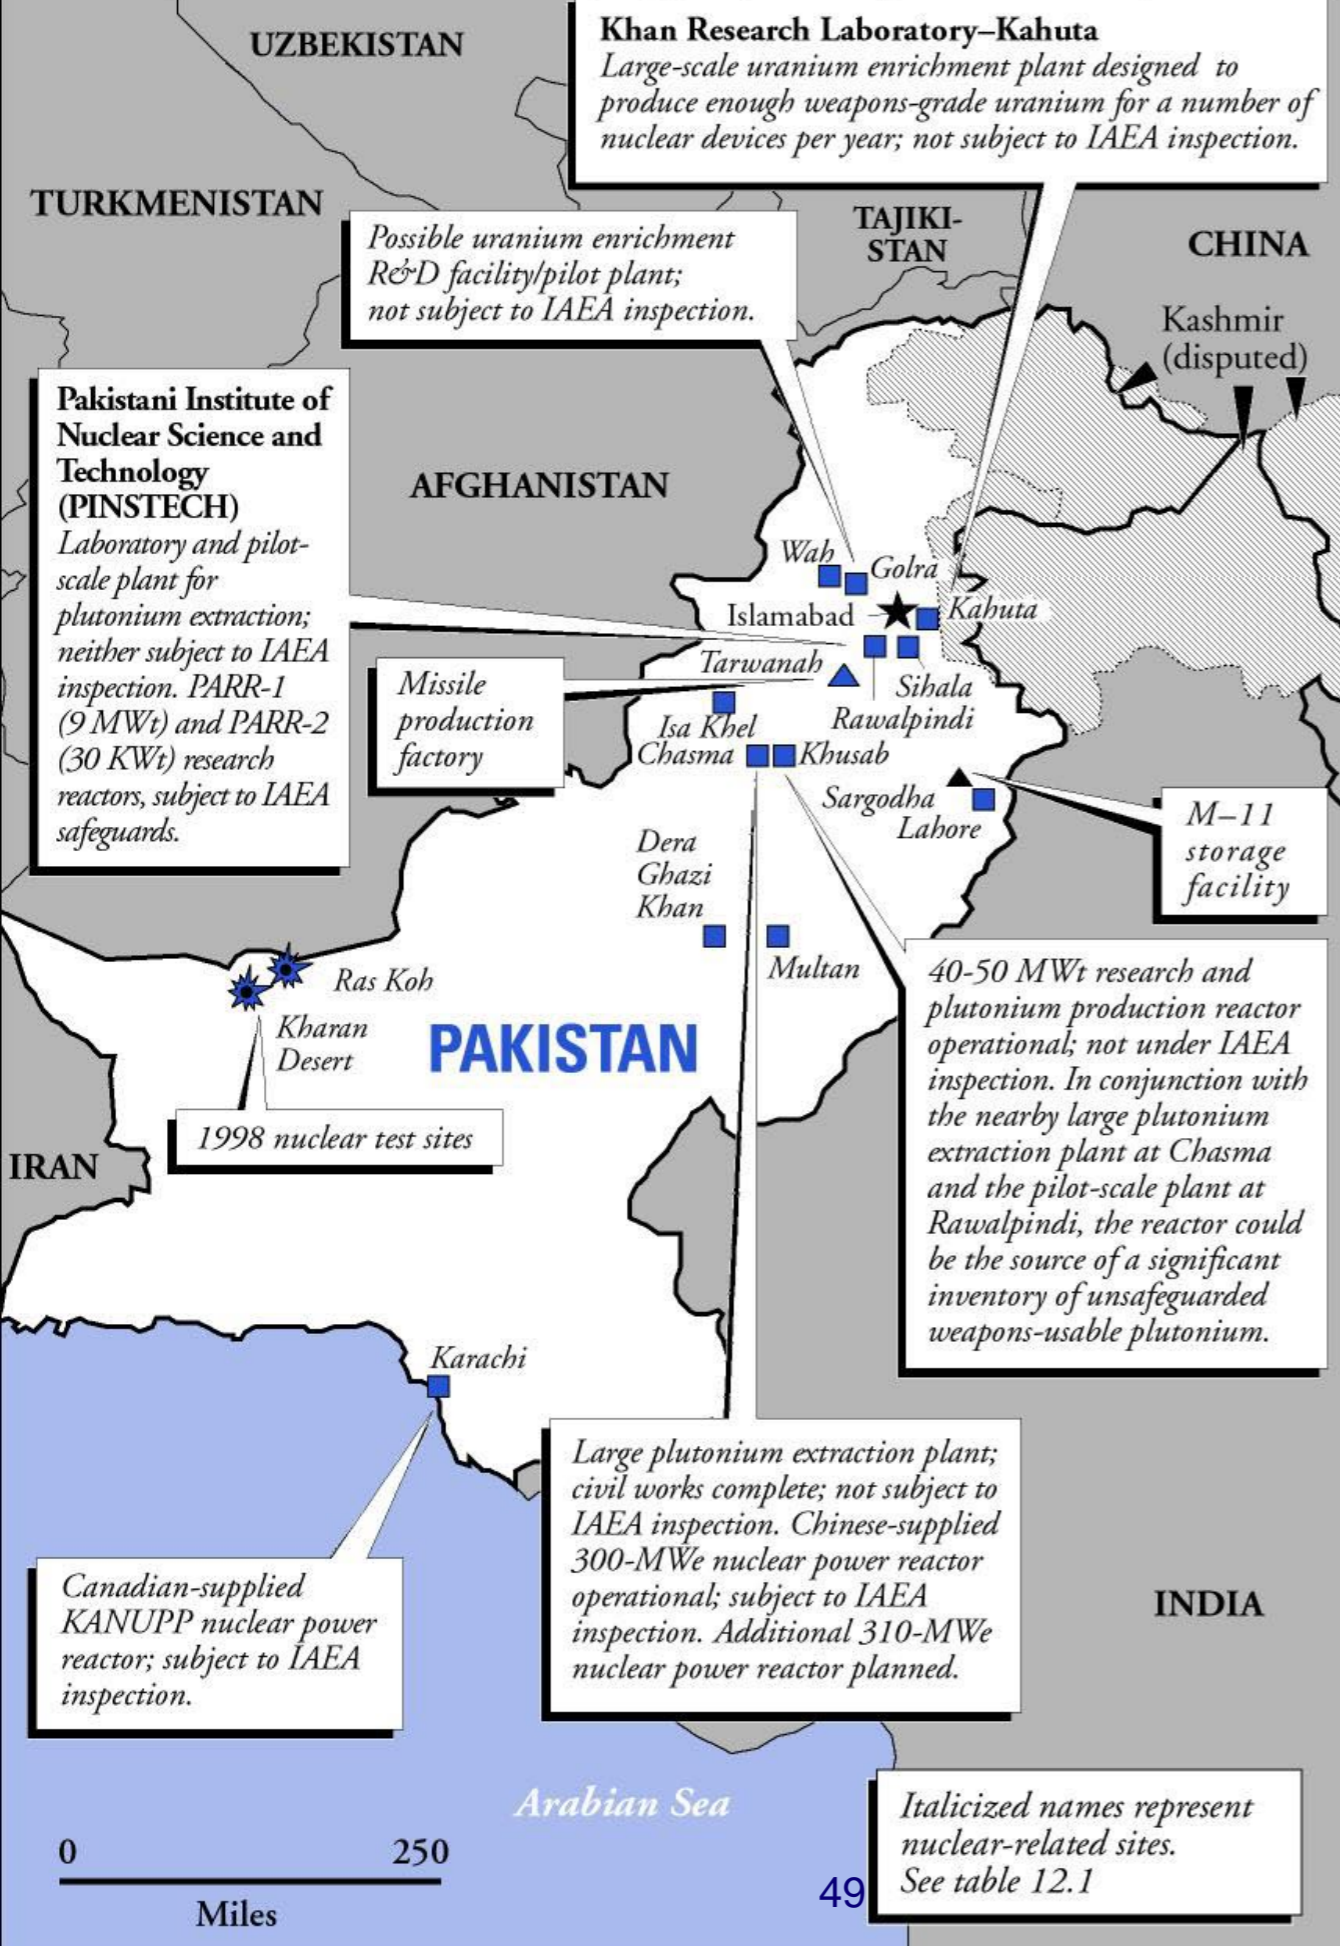 UZBEKISTAN
Khan Research Laboratory–Kahuta
Large-scale uranium enrichment plant designed to
produce enough weapons-grade uranium for a number of
nuclear devices per year; not subject to IAEA inspection.
TURKMENISTAN
Possible uranium enrichment
R&D facility/pilot plant;
not subject to IAEA inspection.
TAJIKI-
STAN
CHINA
Kashmir
(disputed)
Pakistani Institute of
Nuclear Science and
Technology
(PINSTECH)
Laboratory and pilot-
scale plant for
plutonium extraction;
neither subject to IAEA
inspection. PARR-1
(9 MWt) and PARR-2
(30 KWt) research
reactors, subject to IAEA
safeguards.
AFGHANISTAN
Wah
Golra
Islamabad
Kahuta
Tarwanah
Sihala
Rawalpindi
Missile
production
factory
Isa Khel
Chasma
Khusab
Sargodha
Lahore
M–11
storage
facility
Dera
Ghazi
Khan
Multan
Ras Koh
Kharan
Desert
PAKISTAN
1998 nuclear test sites
40-50 MWt research and
plutonium production reactor
operational; not under IAEA
inspection. In conjunction with
the nearby large plutonium
extraction plant at Chasma
and the pilot-scale plant at
Rawalpindi, the reactor could
be the source of a significant
inventory of unsafeguarded
weapons-usable plutonium.
IRAN
Karachi
Large plutonium extraction plant;
civil works complete; not subject to
IAEA inspection. Chinese-supplied
300-MWe nuclear power reactor
operational; subject to IAEA
inspection. Additional 310-MWe
nuclear power reactor planned.
Canadian-supplied
KANUPP nuclear power
reactor; subject to IAEA
inspection.
INDIA
Arabian Sea
Italicized names represent
nuclear-related sites.
See table 12.1
0 250
Miles
49